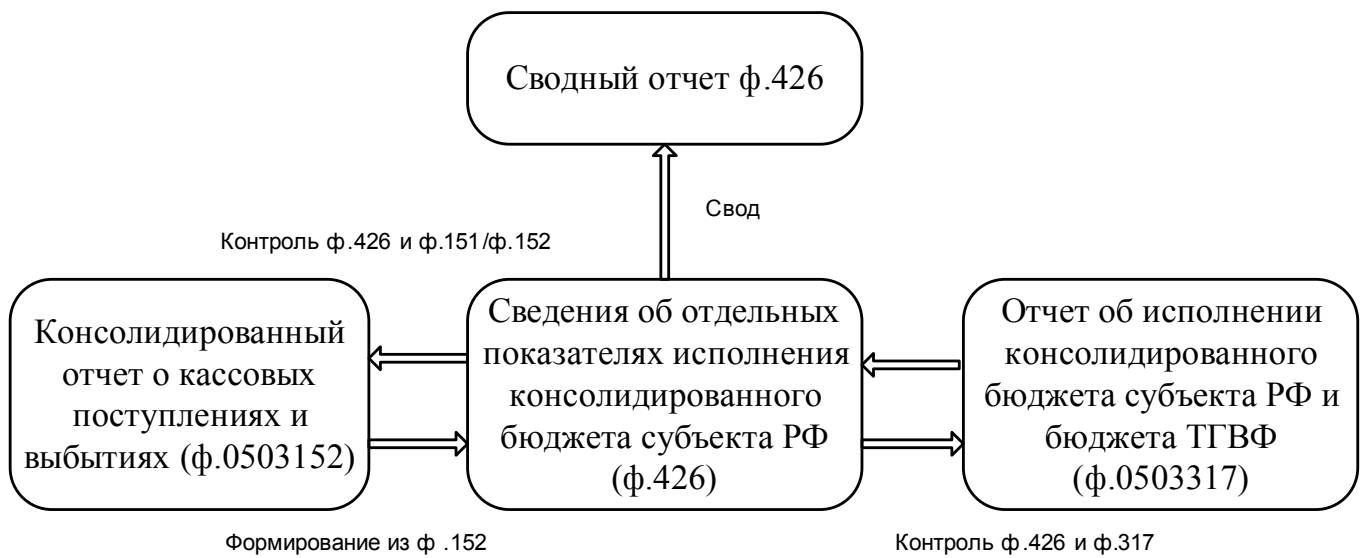 Сводный отчет ф.426
Свод
Контроль ф.426 и ф.151/ф.152
Консолидированный
отчет о кассовых
поступлениях и
выбытиях (ф.0503152)
Сведения об отдельных
показателях исполнения
консолидированного
бюджета субъекта РФ
(ф.426)
Отчет об исполнении
консолидированного
бюджета субъекта РФ и
бюджета ТГВФ
(ф.0503317)
Формирование из ф .152
Контроль ф.426 и ф.317